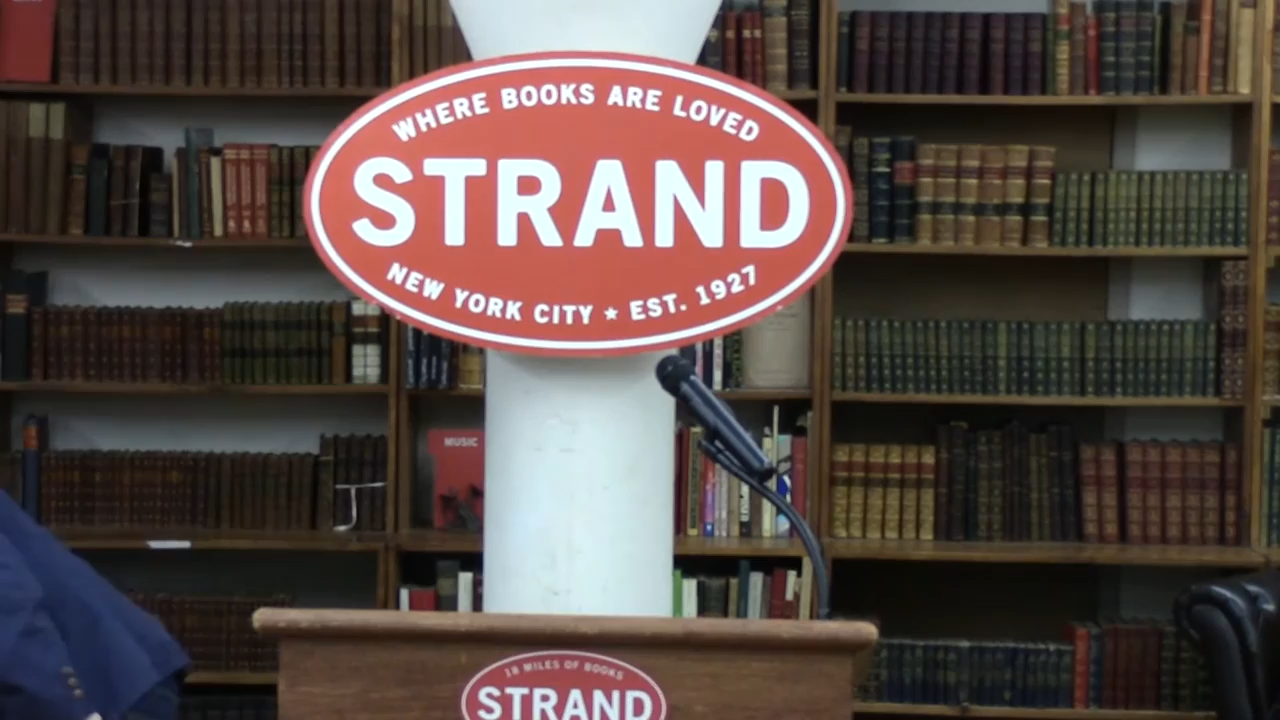 WHERE BOOKS ARE LOVED
STRAND
NEW YORK CITY ★ EST. 1927
MUSIC
18 MILES OF BOOKS
STRAND